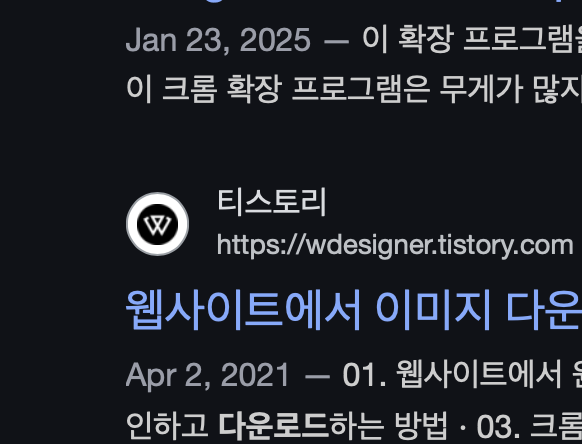 Jan 23, 2025 — 이 확장 프로그램을
이 크롬 확장 프로그램은 무게가 많지
티스토리
https://wdesigner.tistory.com
웹사이트에서 이미지 다운
Apr 2, 2021 — 01. 웹사이트에서
인하고 다운로드하는 방법 · 03. 크롬